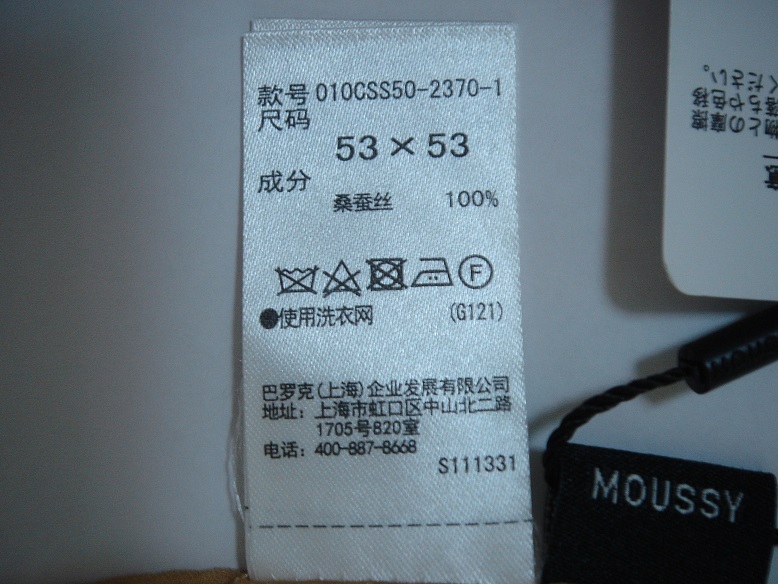 款号 010CSS50-2370-1
尺码
53×53
成分
桑蚕丝 100%
F
●使用洗衣网 (G121)
巴罗克(上海)企业发展有限公司
地址: 上海市虹口区中山北二路
1705号820室
电话: 400-887-8668
S111331
MOUSSY